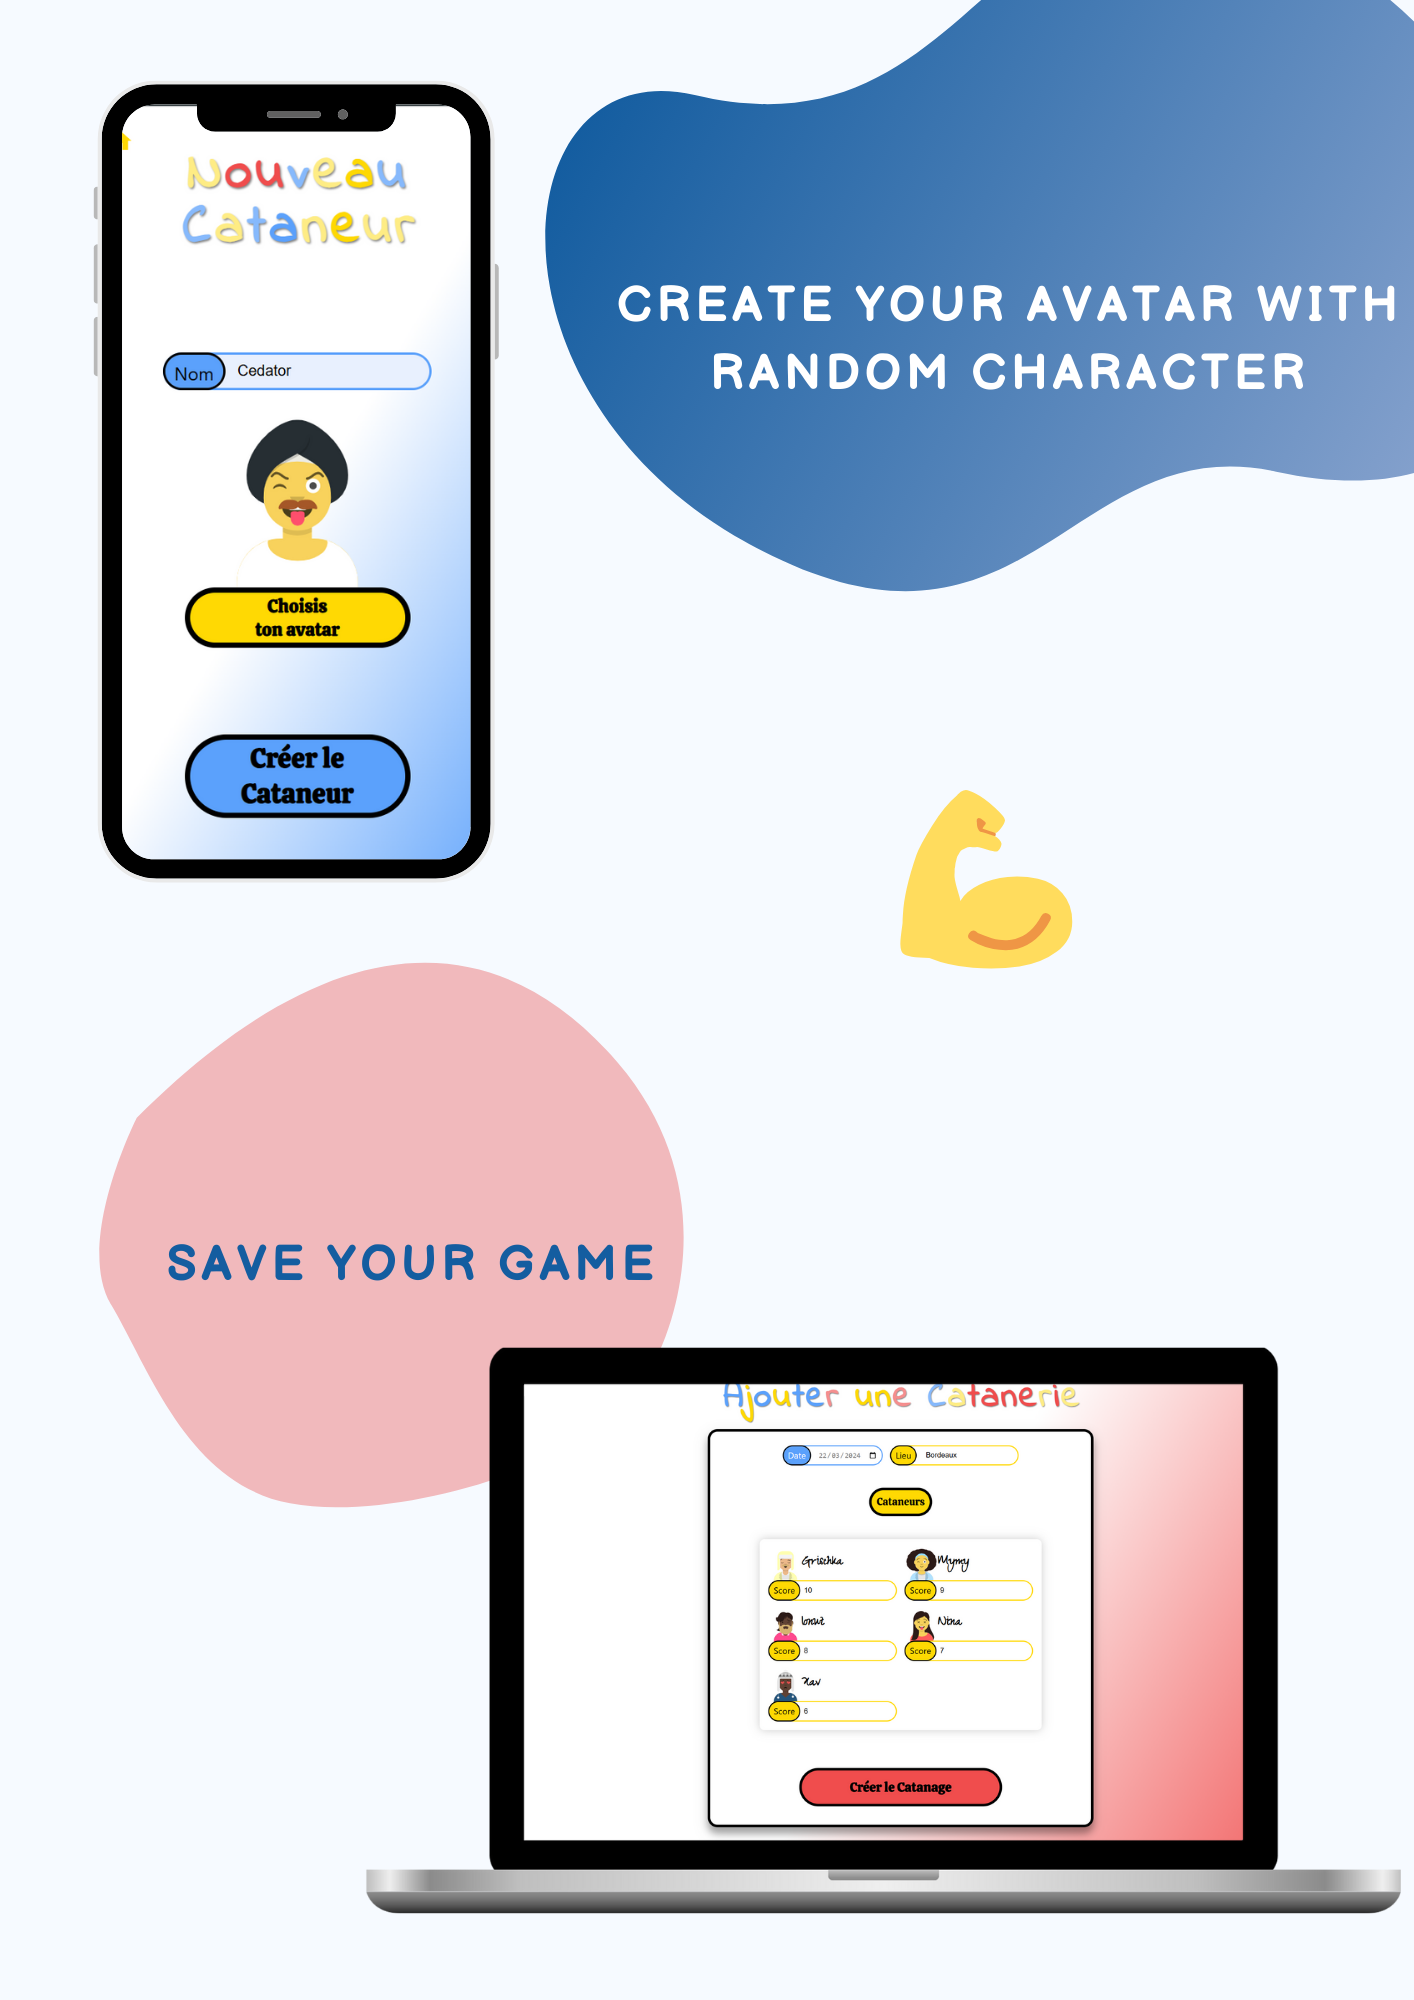 Nouveau
Cataneur
Nom Cedator
Choisis
ton avatar
Créer le
Cataneur
CREATE YOUR AVATAR WITH
RANDOM CHARACTER
SAVE YOUR GAME
Ajouter une Catanerie
Date 22/03/2024 Lieu Bordeaux
Cataneurs
Grischka Mymy
Score 10 Score 9
Ionut Nina
Score 8 Score 7
Xav
Score 6
Créer le Catanage